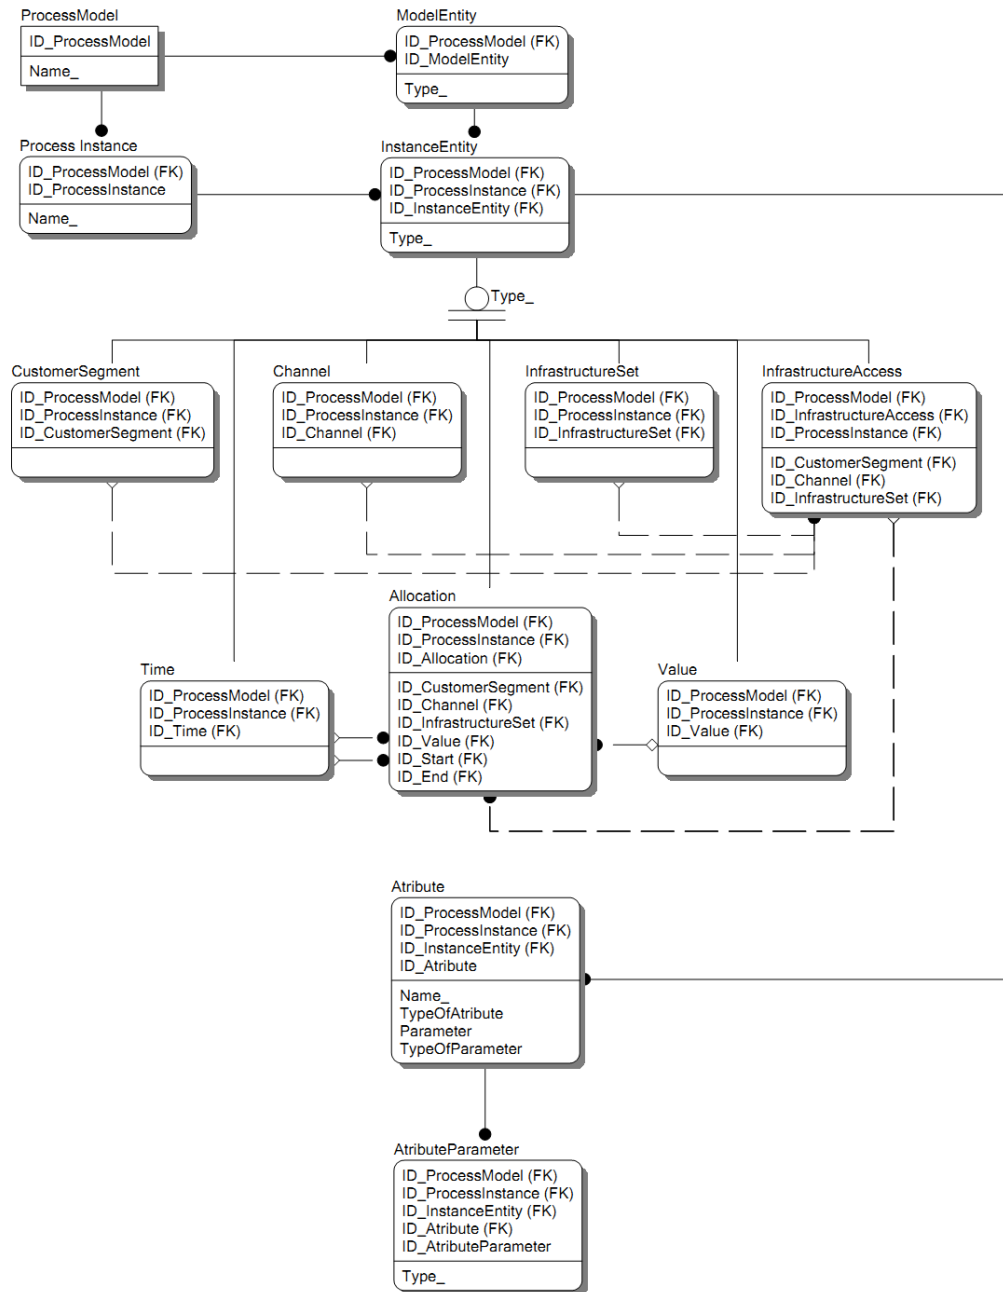 ProcessModel
ID_ProcessModel
Name_
ModelEntity
ID_ProcessModel (FK)
ID_ModelEntity
Type_
Process Instance
ID_ProcessModel (FK)
ID_ProcessInstance
Name_
InstanceEntity
ID_ProcessModel (FK)
ID_ProcessInstance (FK)
ID_InstanceEntity (FK)
Type_
Type_
CustomerSegment
ID_ProcessModel (FK)
ID_ProcessInstance (FK)
ID_CustomerSegment (FK)
Channel
ID_ProcessModel (FK)
ID_ProcessInstance (FK)
ID_Channel (FK)
InfrastructureSet
ID_ProcessModel (FK)
ID_ProcessInstance (FK)
ID_InfrastructureSet (FK)
InfrastructureAccess
ID_ProcessModel (FK)
ID_InfrastructureAccess (FK)
ID_ProcessInstance (FK)
ID_CustomerSegment (FK)
ID_Channel (FK)
ID_InfrastructureSet (FK)
Allocation
ID_ProcessModel (FK)
ID_ProcessInstance (FK)
ID_Allocation (FK)
ID_CustomerSegment (FK)
ID_Channel (FK)
ID_InfrastructureSet (FK)
ID_Value (FK)
ID_Start (FK)
ID_End (FK)
Time
ID_ProcessModel (FK)
ID_ProcessInstance (FK)
ID_Time (FK)
Value
ID_ProcessModel (FK)
ID_ProcessInstance (FK)
ID_Value (FK)
Atribute
ID_ProcessModel (FK)
ID_ProcessInstance (FK)
ID_InstanceEntity (FK)
ID_Atribute
Name_
TypeOfAtribute
Parameter
TypeOfParameter
AtributeParameter
ID_ProcessModel (FK)
ID_ProcessInstance (FK)
ID_InstanceEntity (FK)
ID_Atribute (FK)
ID_AtributeParameter
Type_